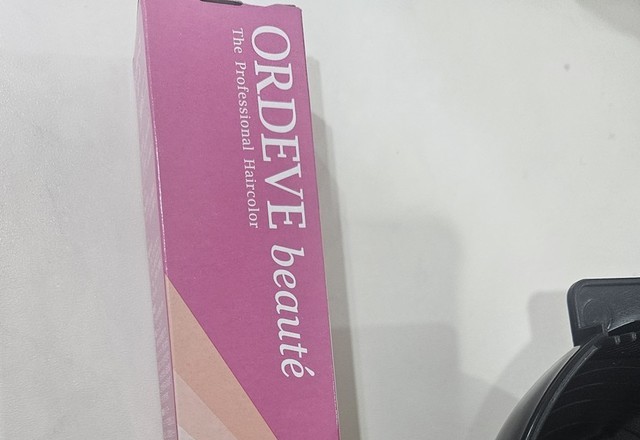 ORDEVE beauté
The Professional Haircolor